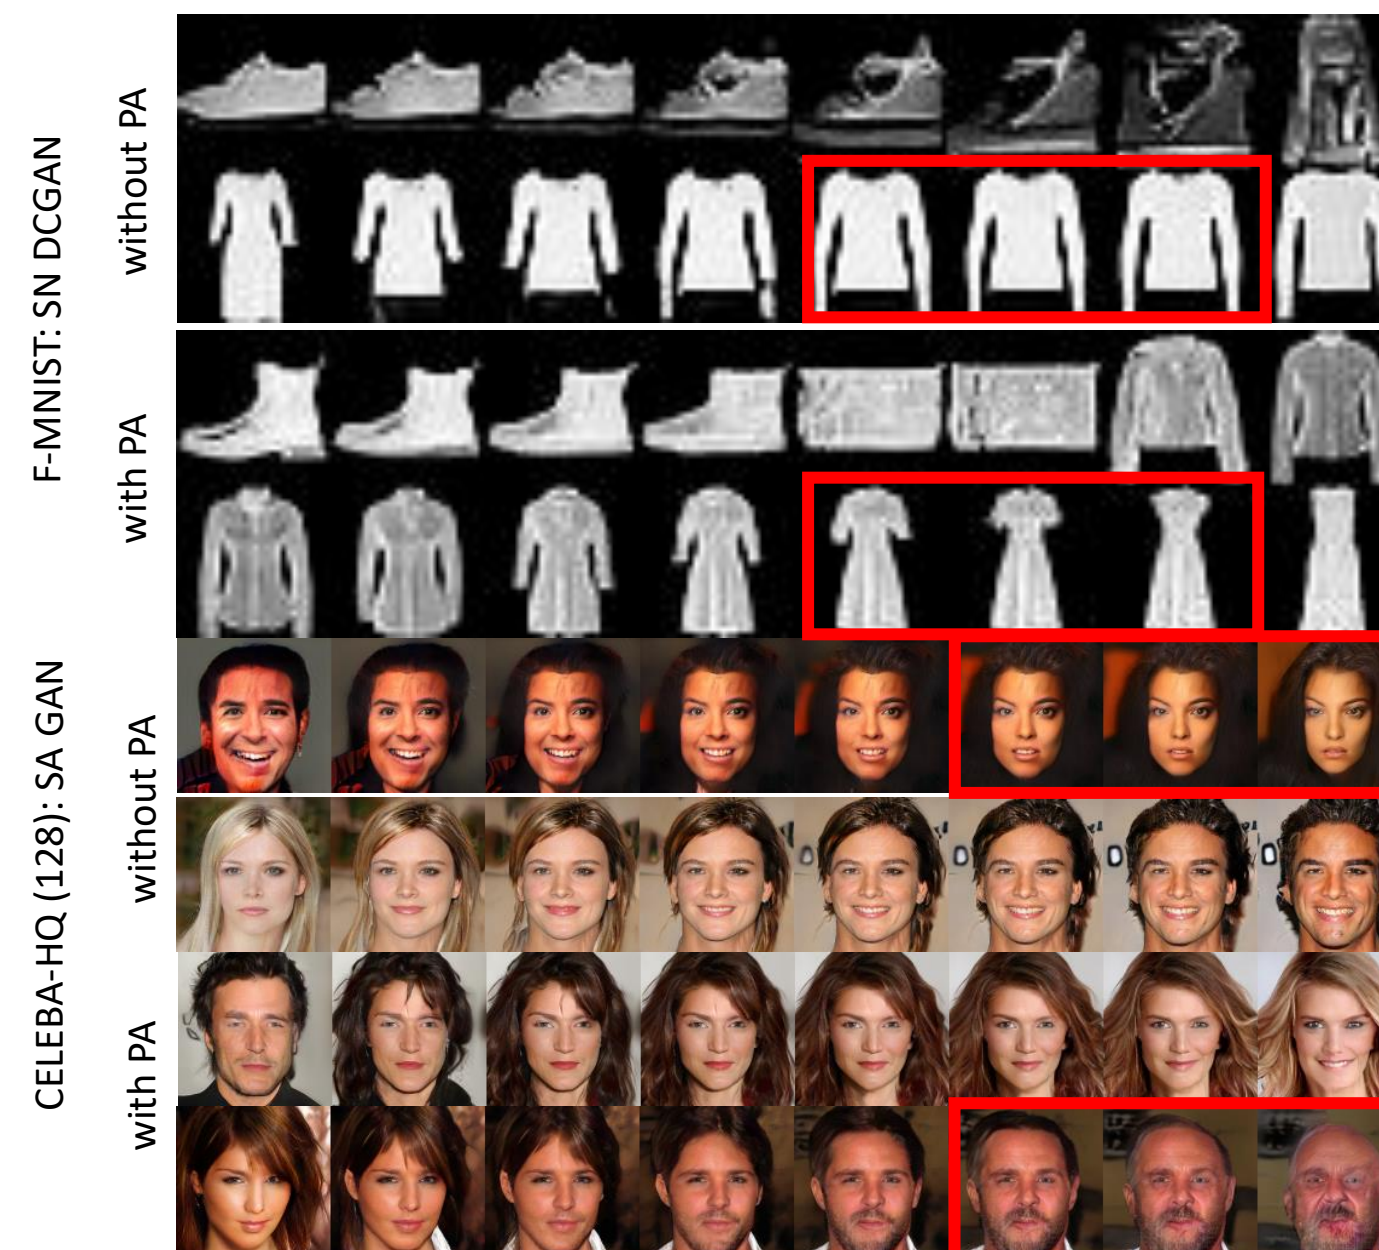 F-MNIST: SN DCGAN
without PA
with PA
CELEBA-HQ (128): SA GAN
without PA
with PA